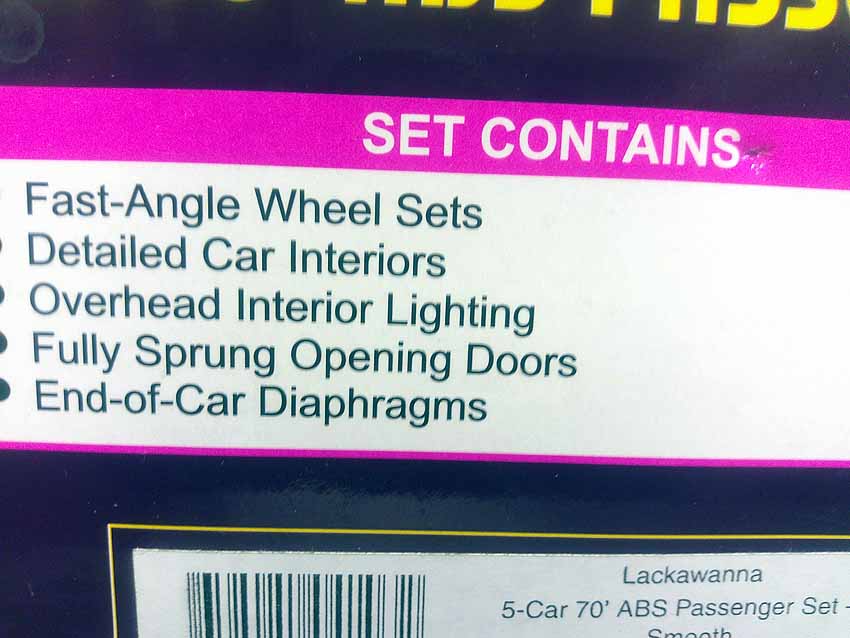 SET CONTAINS
Fast-Angle Wheel Sets
Detailed Car Interiors
Overhead Interior Lighting
Fully Sprung Opening Doors
End-of-Car Diaphragms
Lackawanna
5-Car 70' ABS Passenger Set -
Smooth